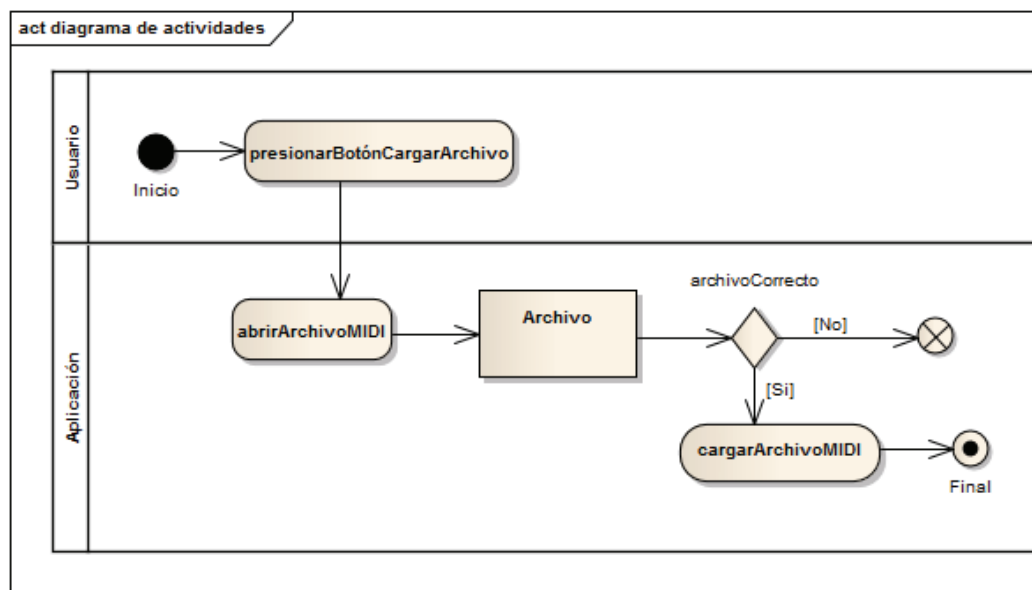 act diagrama de actividades
Usuario
Inicio
presionarBotónCargarArchivo
Aplicación
abrirArchivoMIDI
Archivo
archivoCorrecto
[No]
[Si]
cargarArchivoMIDI
Final